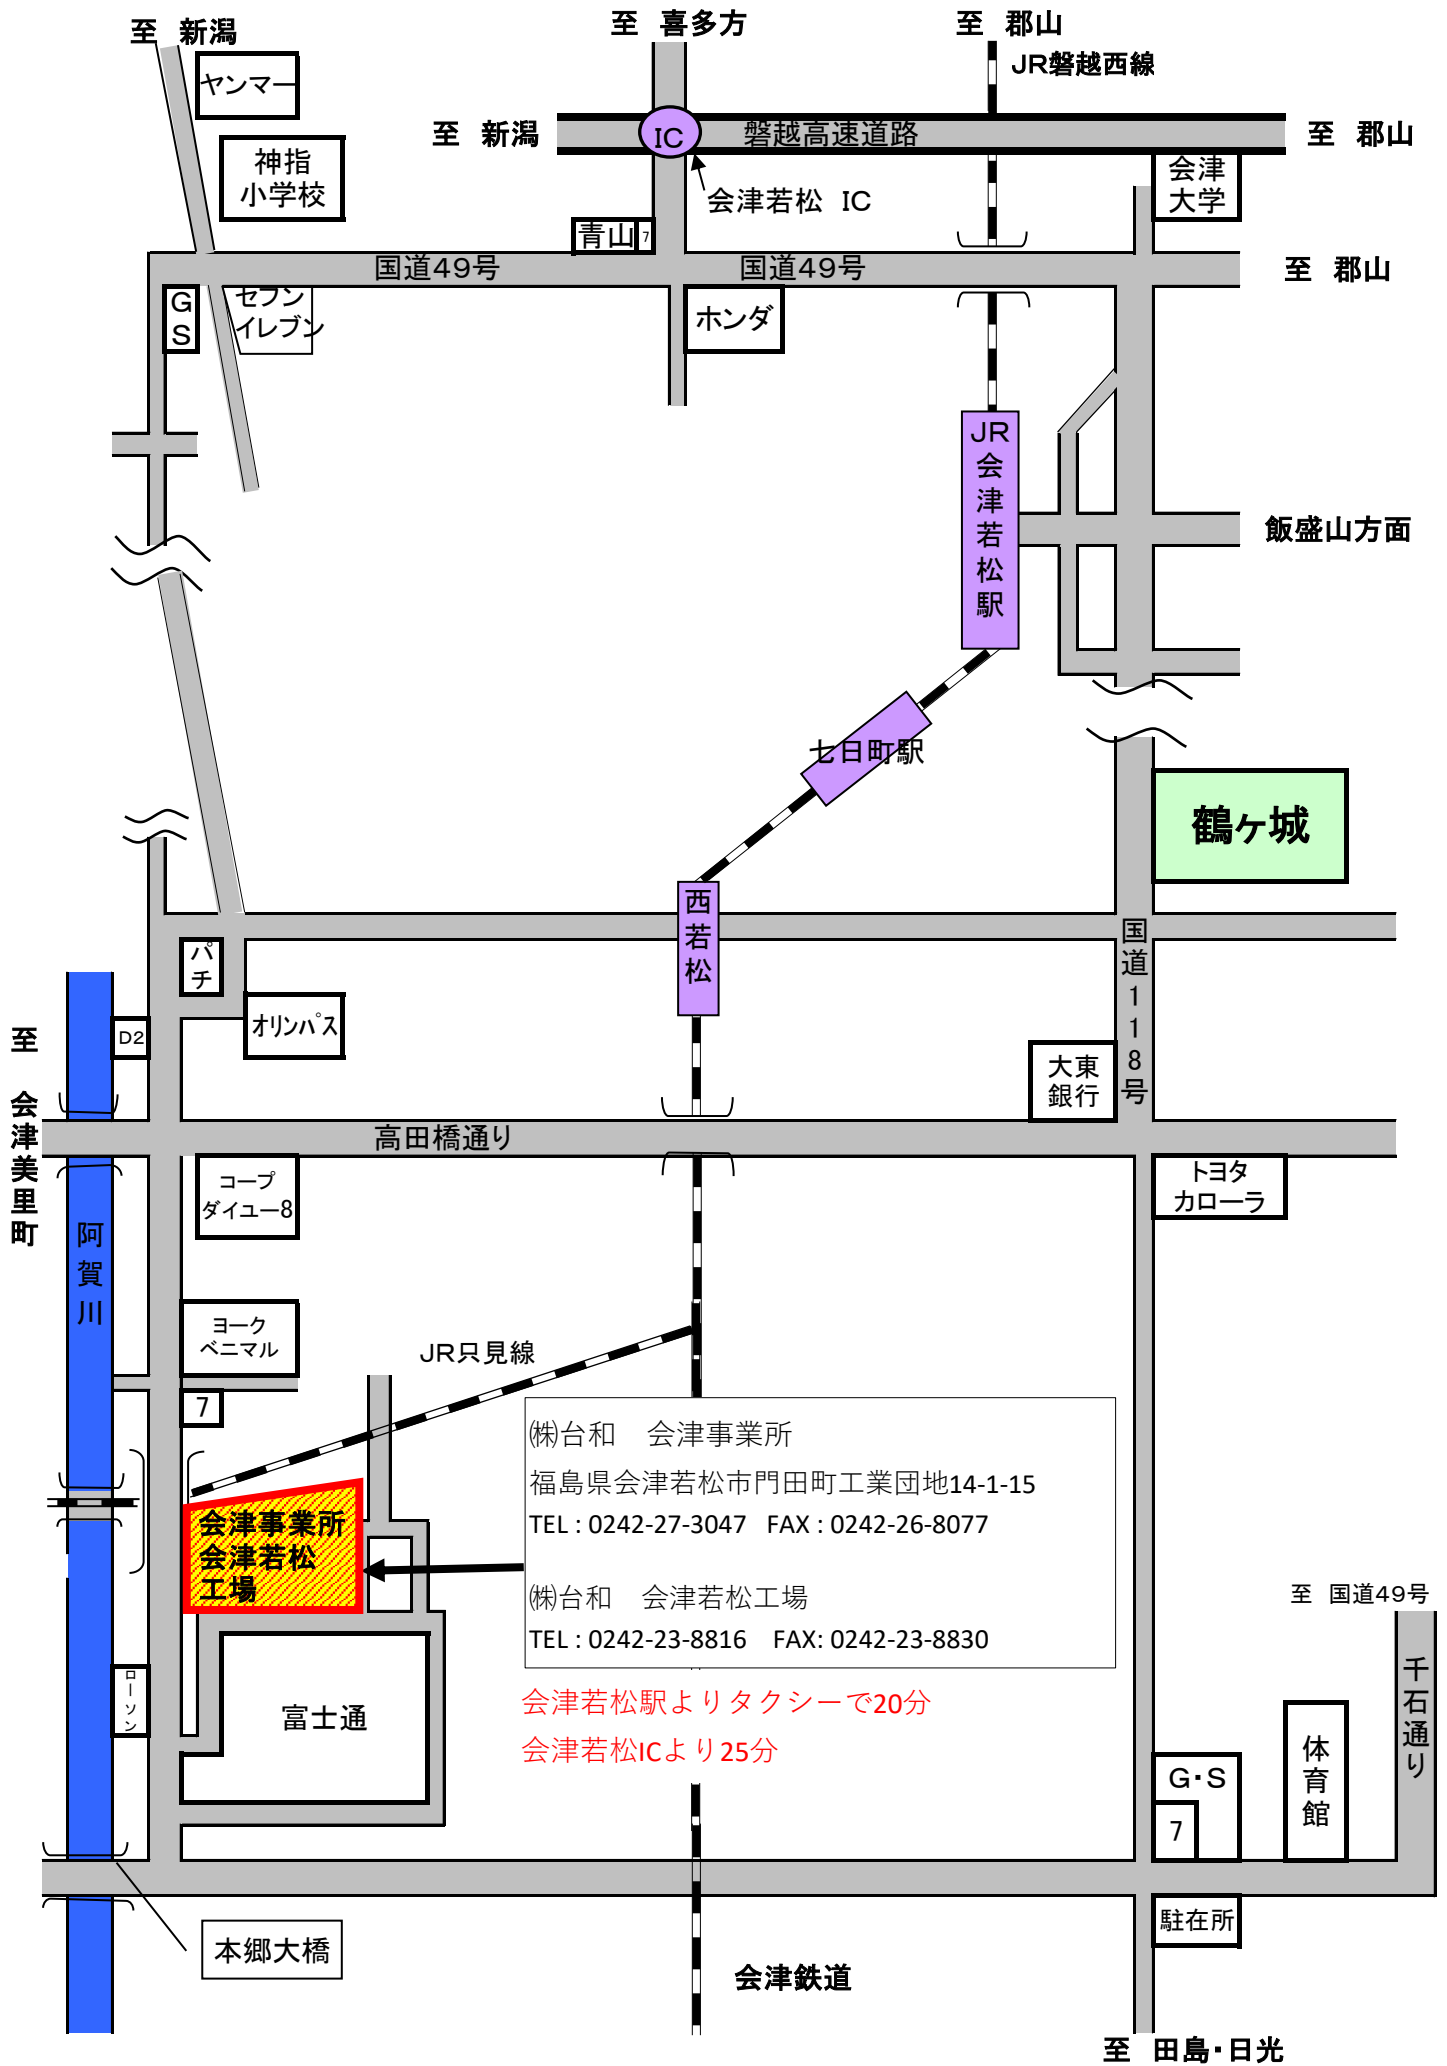 至　新潟
至　喜多方
至　郡山
JR磐越西線
ヤンマー
至　新潟
IC
磐越高速道路
至　郡山
神指
小学校
会津若松　IC
会津
大学
青山
7
国道49号
国道49号
至　郡山
G
S
セブン
イレブン
ホンダ
JR会津若松駅
飯盛山方面
七日町駅
鶴ヶ城
西若松
国道118号
パチ
オリンパス
D2
至　会津美里町
大東
銀行
高田橋通り
コープ
ダイユー8
トヨタ
カローラ
阿賀川
ヨーク
ベニマル
JR只見線
7
㈱台和　会津事業所
福島県会津若松市門田町工業団地14-1-15
TEL : 0242-27-3047　FAX : 0242-26-8077
会津事業所
会津若松
工場
㈱台和　会津若松工場
TEL : 0242-23-8816　FAX: 0242-23-8830
至　国道49号
千石通り
ローソン
富士通
会津若松駅よりタクシーで20分
会津若松ICより25分
体育館
G・S
7
駐在所
本郷大橋
会津鉄道
至　田島・日光